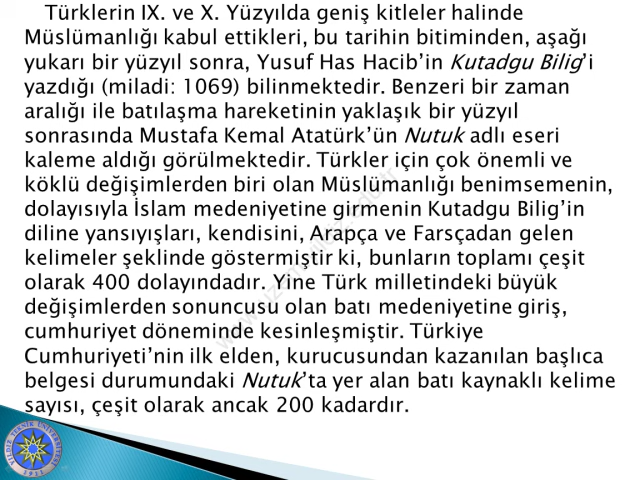 Türklerin IX. ve X. Yüzyılda geniş kitleler halinde
Müslümanlığı kabul ettikleri, bu tarihin bitiminden, aşağı
yukarı bir yüzyıl sonra, Yusuf Has Hacib’in Kutadgu Bilig’i
yazdığı (miladi: 1069) bilinmektedir. Benzeri bir zaman
aralığı ile batılaşma hareketinin yaklaşık bir yüzyıl
sonrasında Mustafa Kemal Atatürk’ün Nutuk adlı eseri
kaleme aldığı görülmektedir. Türkler için çok önemli ve
köklü değişimlerden biri olan Müslümanlığı benimsemenin,
dolayısıyla İslam medeniyetine girmenin Kutadgu Bilig’in
diline yansıyışları, kendisini, Arapça ve Farsçadan gelen
kelimeler şeklinde göstermiştir ki, bunların toplamı çeşit
olarak 400 dolayındadır. Yine Türk milletindeki büyük
değişimlerden sonuncusu olan batı medeniyetine giriş,
cumhuriyet döneminde kesinleşmiştir. Türkiye
Cumhuriyeti’nin ilk elden, kurucusundan kazanılan başlıca
belgesi durumundaki Nutuk’ta yer alan batı kaynaklı kelime
sayısı, çeşit olarak ancak 200 kadardır.
YILDIZ TEKNİK ÜNİVERSİTESİ
1911